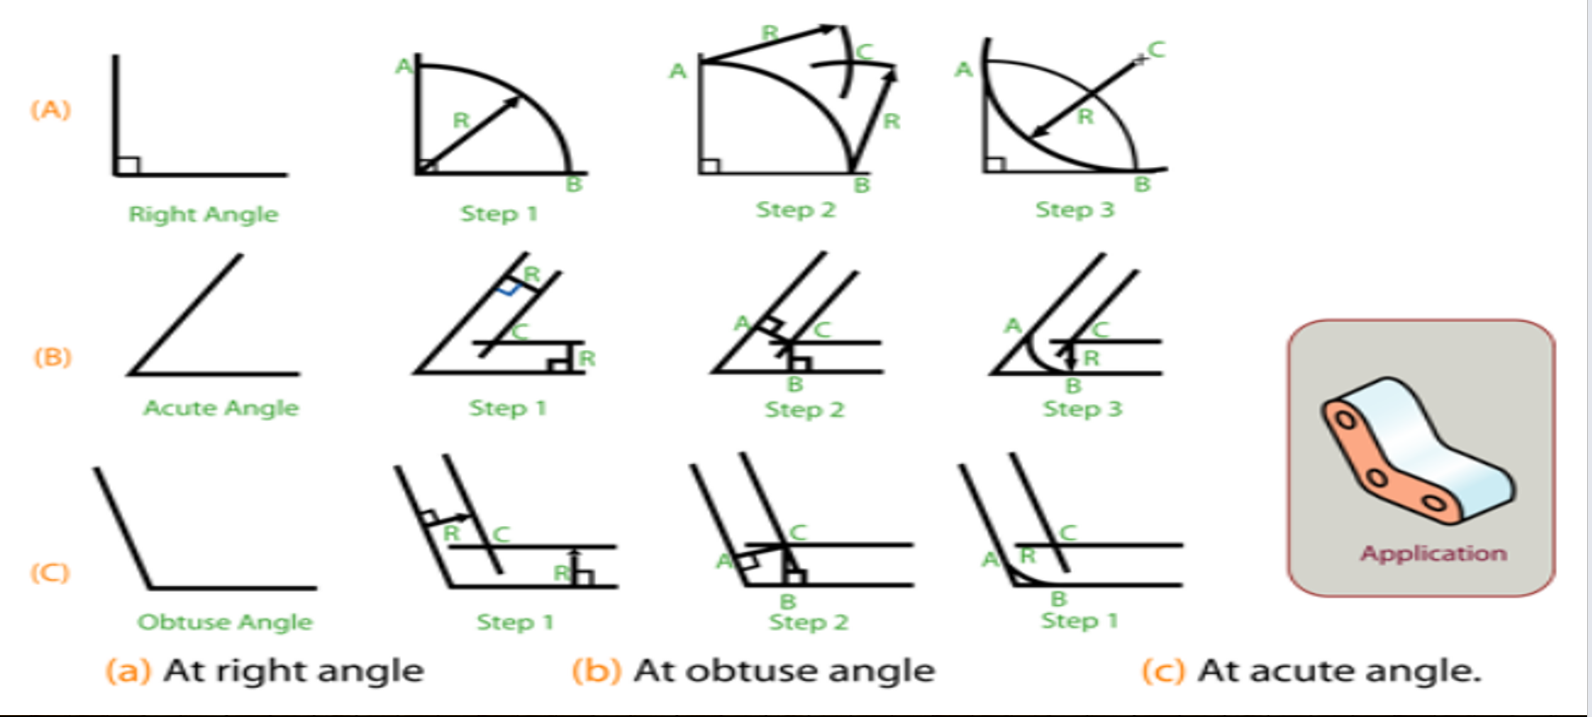 R
C
A
A
R
R
B
B
(A)
Right Angle
Step 1
Step 2
A
C
R
B
Step 3
R
C
R
(B)
Acute Angle
Step 1
A
C
B
Step 2
A
C
R
B
Step 3
R
C
R
(C)
Obtuse Angle
Step 1
A
C
B
Step 2
C
A R
B
Step 1
Application
(a) At right angle (b) At obtuse angle (c) At acute angle.